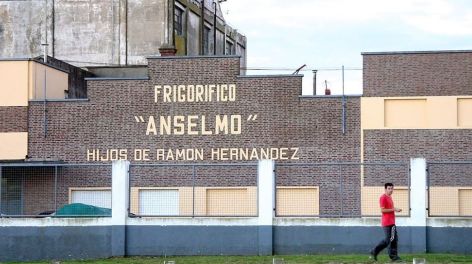 FRIGORIFICO
"ANSELMO"
HIJOS DE RAMON HERNANDEZ